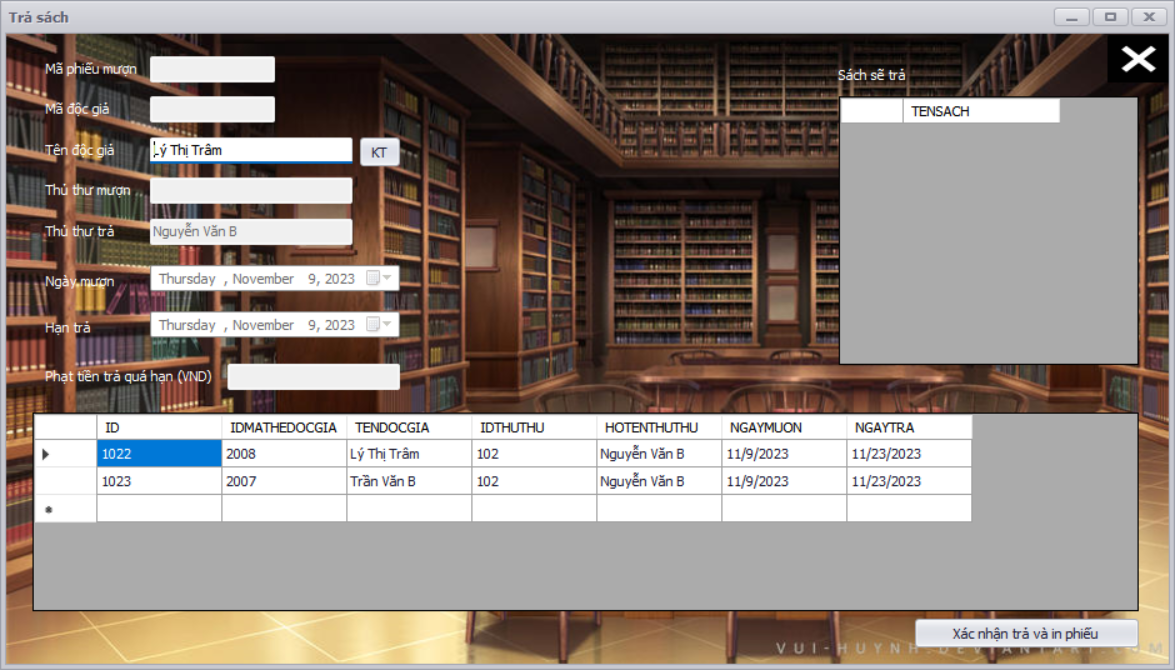 Trả sách
Mã phiếu mượn
Sách sẽ trả
Mã độc giả
TENSACH
Tên độc giả Lý Thị Trâm KT
Thủ thư mượn
Thủ thư trả Nguyễn Văn B
Ngày mượn Thursday , November 9, 2023
Hạn trả Thursday , November 9, 2023
Phạt tiền trả quá hạn (VND)
ID IDMATHEDOCGIA TENDOCGIA IDTHUTHU HOTENTHUTHU NGAYMUON NGAYTRA
1022 2008 Lý Thị Trâm 102 Nguyễn Văn B 11/9/2023 11/23/2023
1023 2007 Trần Văn B 102 Nguyễn Văn B 11/9/2023 11/23/2023
Xác nhận trả và in phiếu
VUI-HUYNH.DEVIANTART.COM